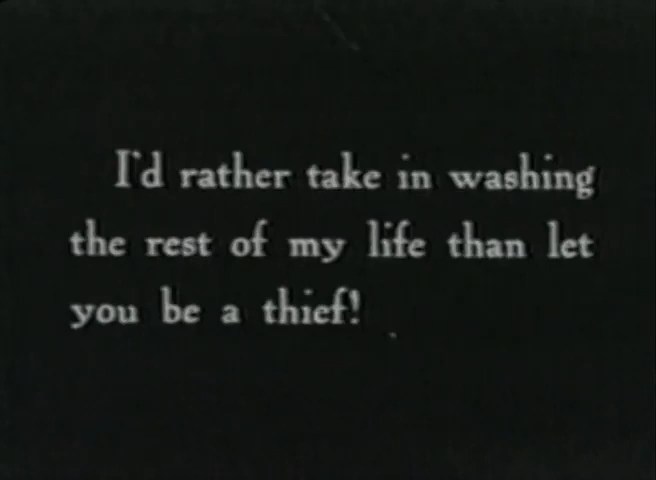 I'd rather take in washing
the rest of my life than let
you be a thief!